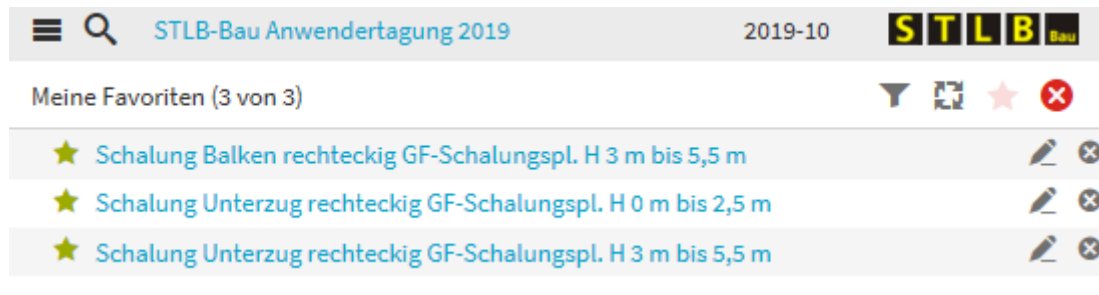 STLB-Bau Anwendertagung 2019 2019-10 STLB Bau
Meine Favoriten (3 von 3)
Schalung Balken rechteckig GF-Schalungspl. H 3 m bis 5,5 m
Schalung Unterzug rechteckig GF-Schalungspl. H 0 m bis 2,5 m
Schalung Unterzug rechteckig GF-Schalungspl. H 3 m bis 5,5 m